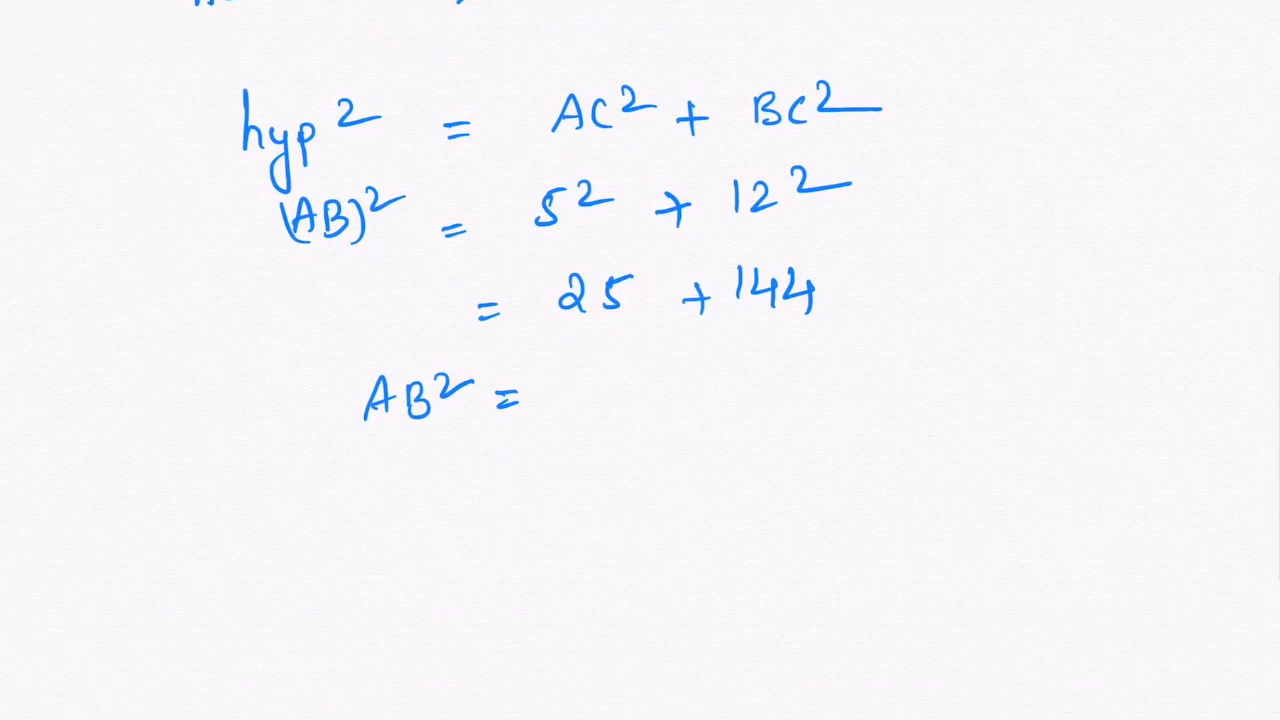 hyp² = AC² + BC²
(AB)² = 5² + 12²
= 25 + 144
AB² =